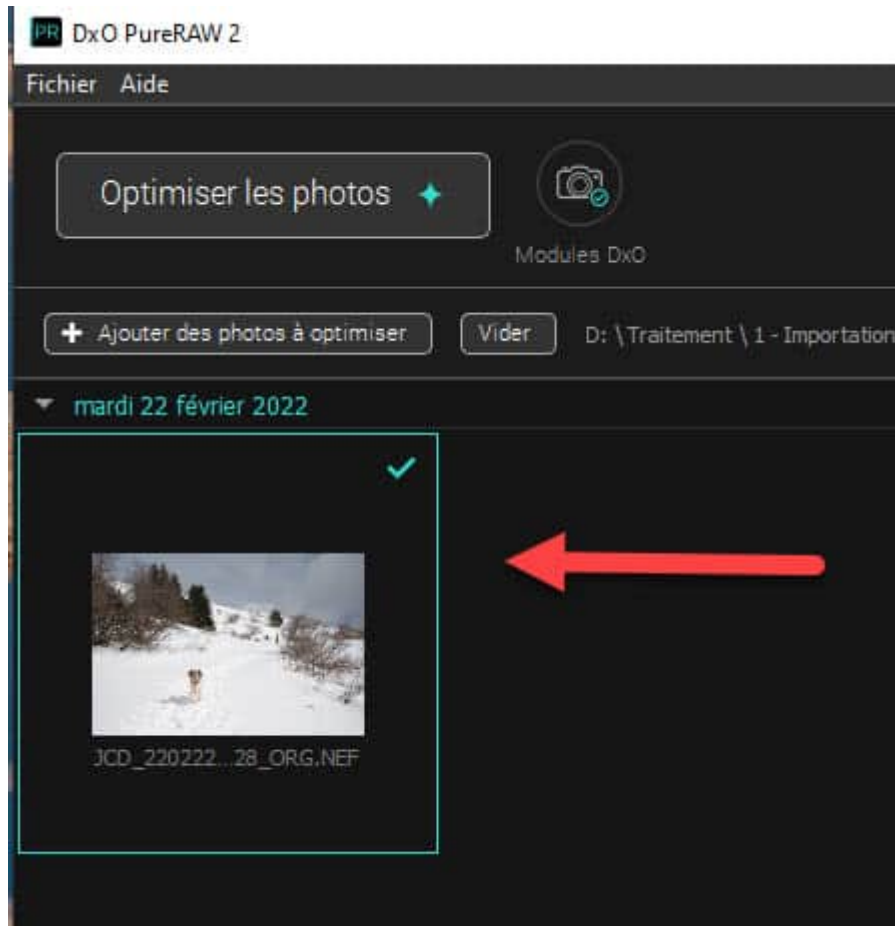 PR DxO PureRAW 2
Fichier Aide
Optimiser les photos
Modules DxO
Ajouter des photos à optimiser Vider D: \ Traitement \ 1 - Importation
mardi 22 février 2022
JCD_220222...28_ORG.NEF